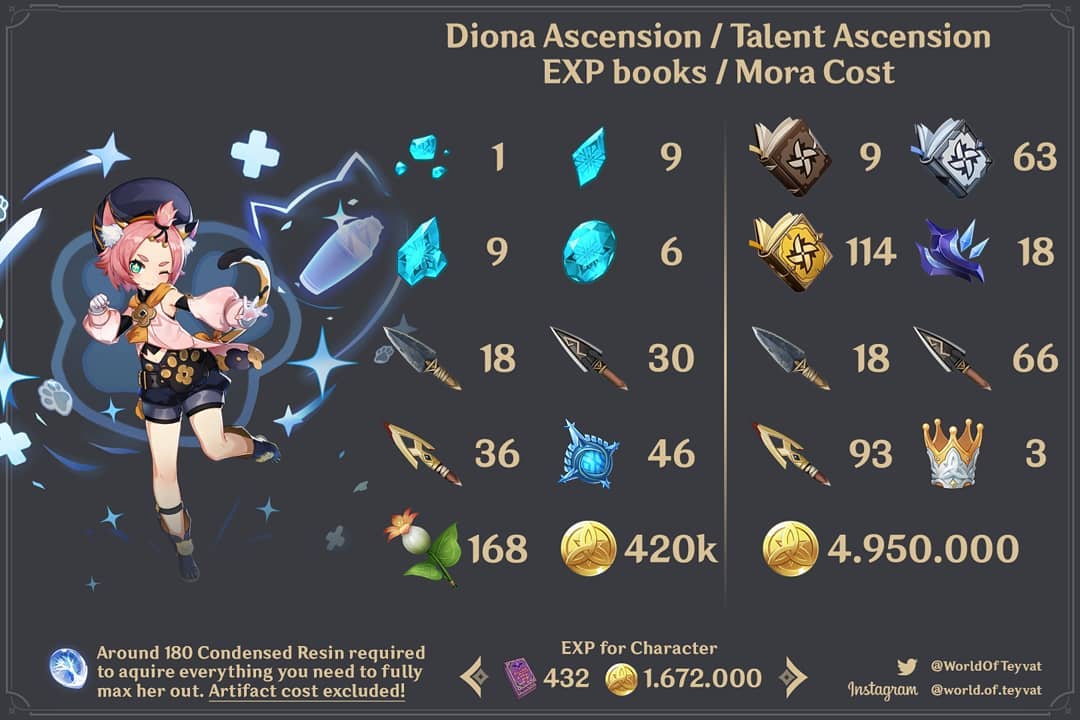 Diona Ascension / Talent Ascension
EXP books / Mora Cost
1 9 9 63
9 6 114 18
18 30 18 66
36 46 93 3
168 420k 4.950.000
Around 180 Condensed Resin required
to aquire everything you need to fully
max her out. Artifact cost excluded!
EXP for Character
432 1.672.000
@WorldOfTeyvat
Instagram @world.of.teyvat